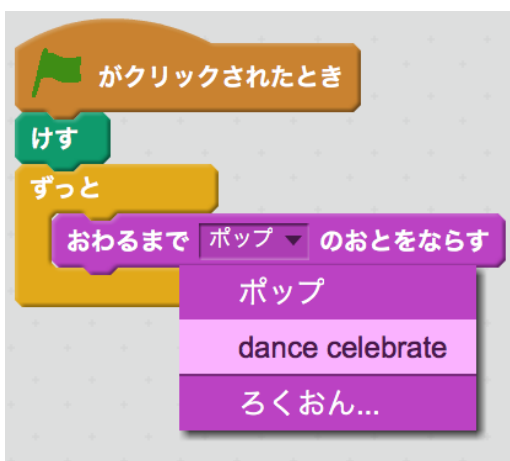 がクリックされたとき
けす
ずっと
おわるまで ポップ のおとをならす
ポップ
dance celebrate
ろくおん...